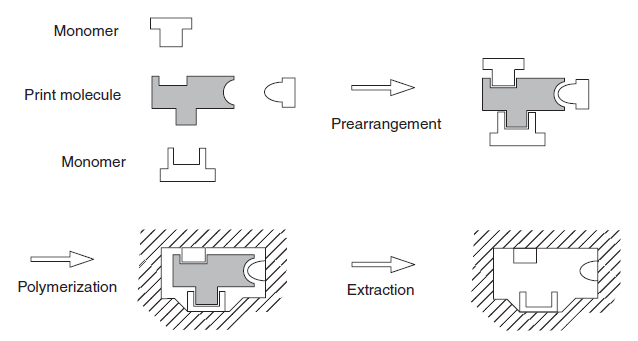 Monomer
Print molecule
Prearrangement
Monomer
Polymerization
Extraction